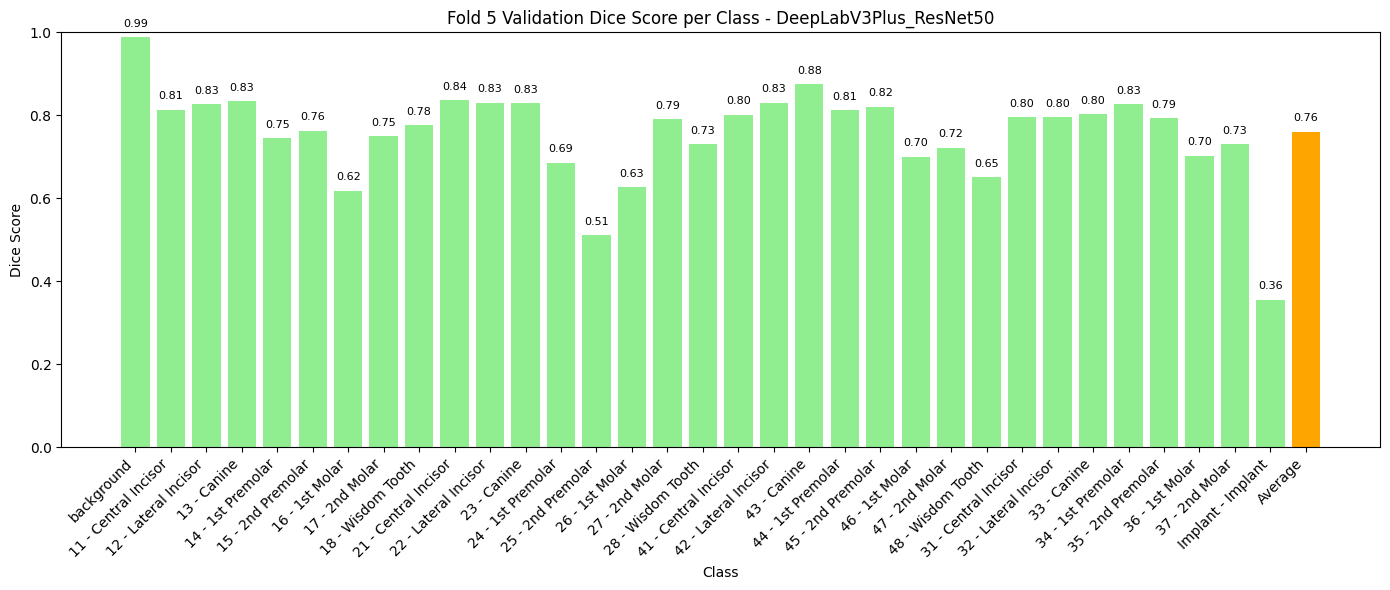 Fold 5 Validation Dice Score per Class - DeepLabV3Plus_ResNet50
Dice Score
1.0
0.8
0.6
0.4
0.2
0.0
0.99
0.81
0.83
0.83
0.75
0.76
0.62
0.75
0.78
0.84
0.83
0.83
0.69
0.51
0.63
0.79
0.73
0.80
0.83
0.88
0.81
0.82
0.70
0.72
0.65
0.80
0.80
0.80
0.83
0.79
0.70
0.73
0.36
0.76
background
11 - Central Incisor
12 - Lateral Incisor
13 - Canine
14 - 1st Premolar
15 - 2nd Premolar
16 - 1st Molar
17 - 2nd Molar
18 - Wisdom Tooth
21 - Central Incisor
22 - Lateral Incisor
23 - Canine
24 - 1st Premolar
25 - 2nd Premolar
26 - 1st Molar
27 - 2nd Molar
28 - Wisdom Tooth
41 - Central Incisor
42 - Lateral Incisor
43 - Canine
44 - 1st Premolar
45 - 2nd Premolar
46 - 1st Molar
47 - 2nd Molar
48 - Wisdom Tooth
31 - Central Incisor
32 - Lateral Incisor
33 - Canine
34 - 1st Premolar
35 - 2nd Premolar
36 - 1st Molar
37 - 2nd Molar
Implant - Implant
Average
Class